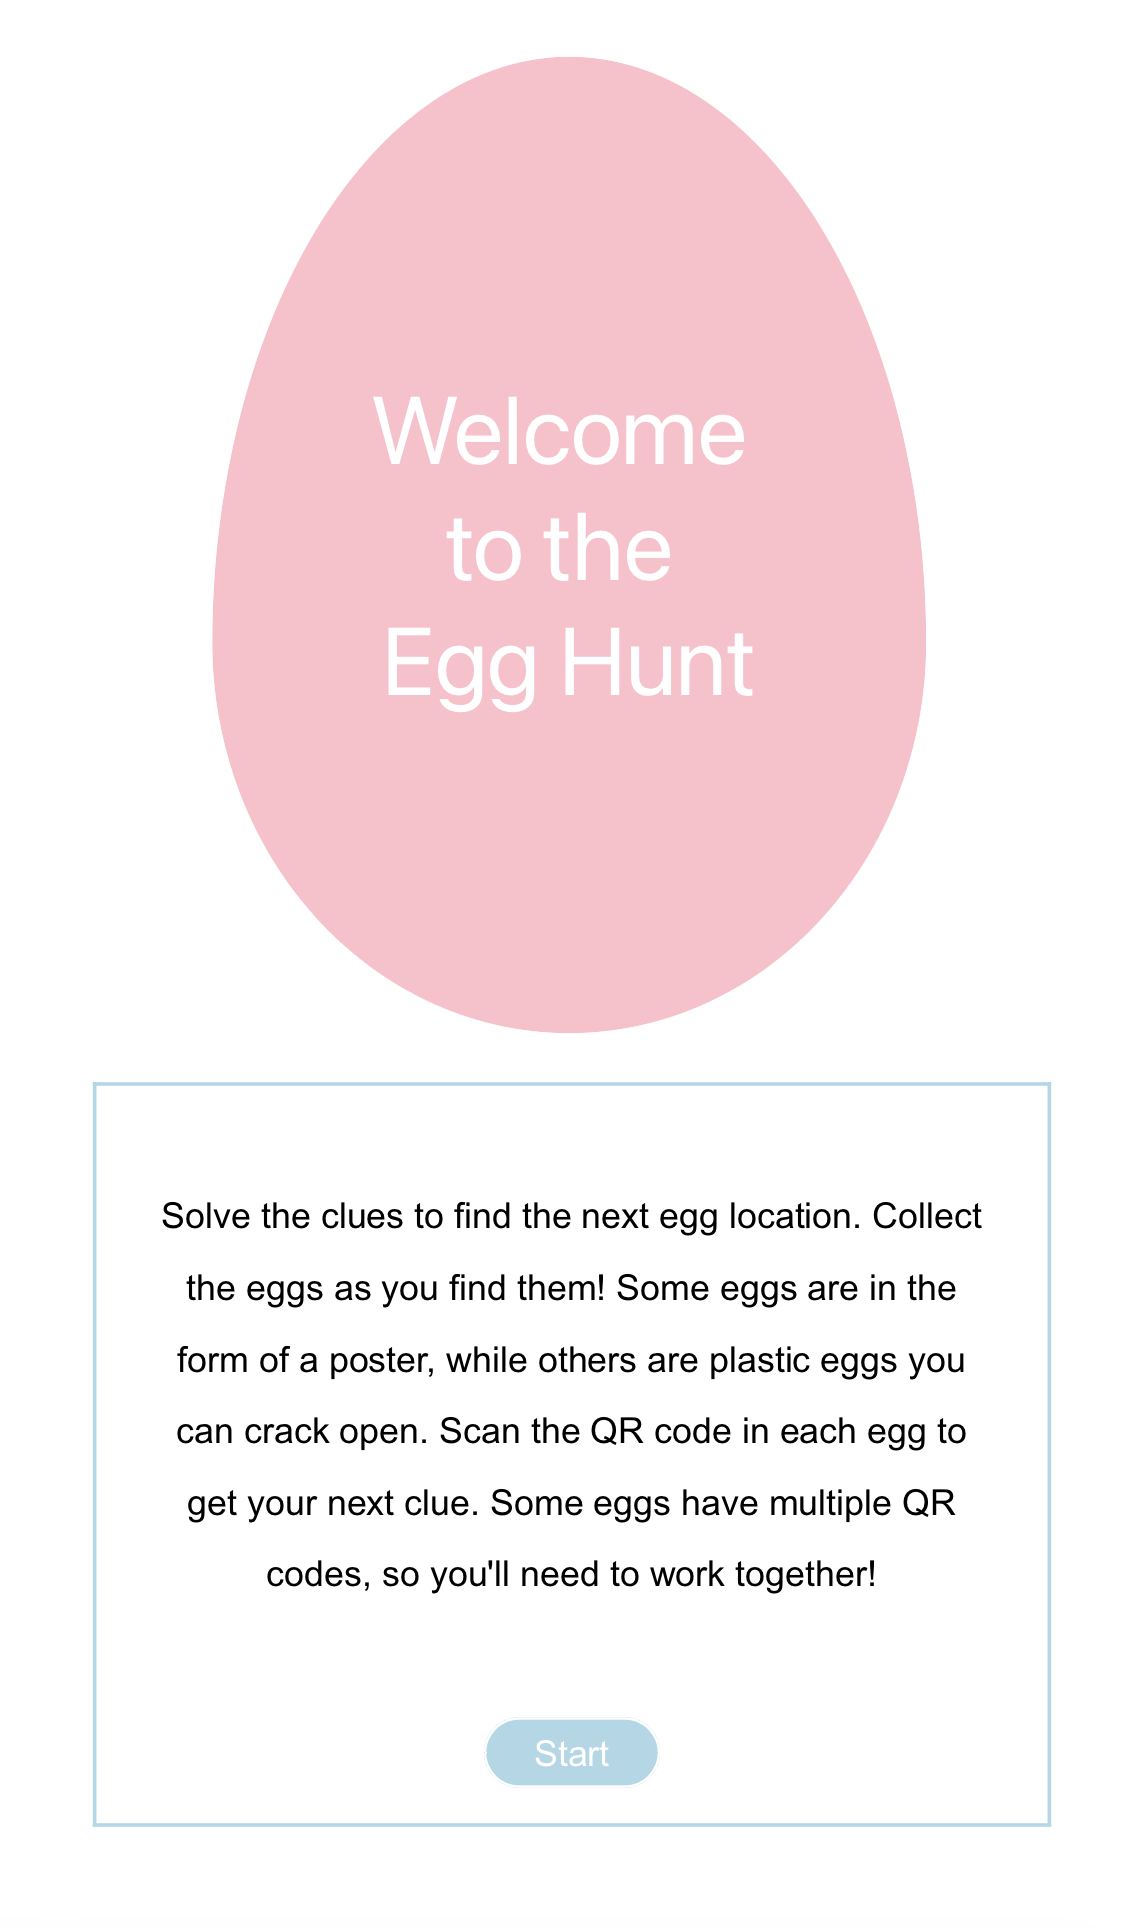 Welcome
to the
Egg Hunt
Solve the clues to find the next egg location. Collect
the eggs as you find them! Some eggs are in the
form of a poster, while others are plastic eggs you
can crack open. Scan the QR code in each egg to
get your next clue. Some eggs have multiple QR
codes, so you'll need to work together!
Start